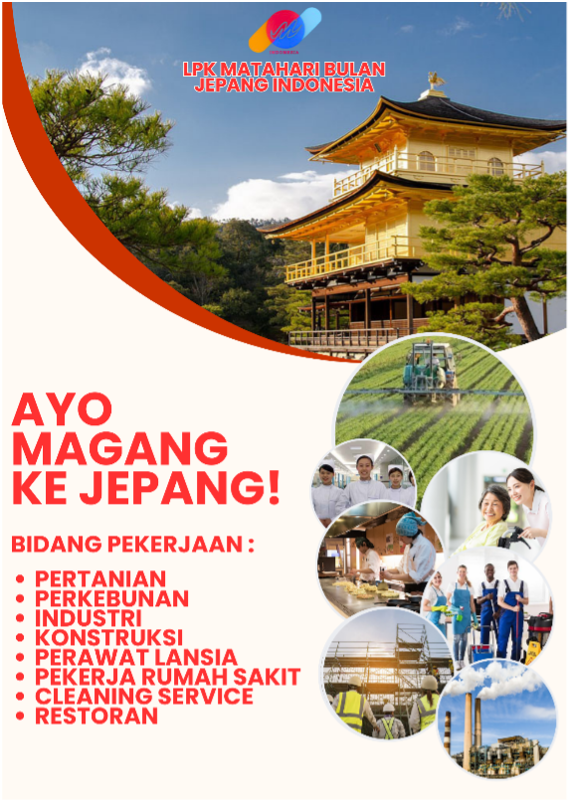 LPK MATAHARI BULAN
JEPANG INDONESIA
AYO
MAGANG
KE JEPANG!
BIDANG PEKERJAAN :
• PERTANIAN
• PERKEBUNAN
• INDUSTRI
• KONSTRUKSI
• PERAWAT LANSIA
• PEKERJA RUMAH SAKIT
• CLEANING SERVICE
• RESTORAN